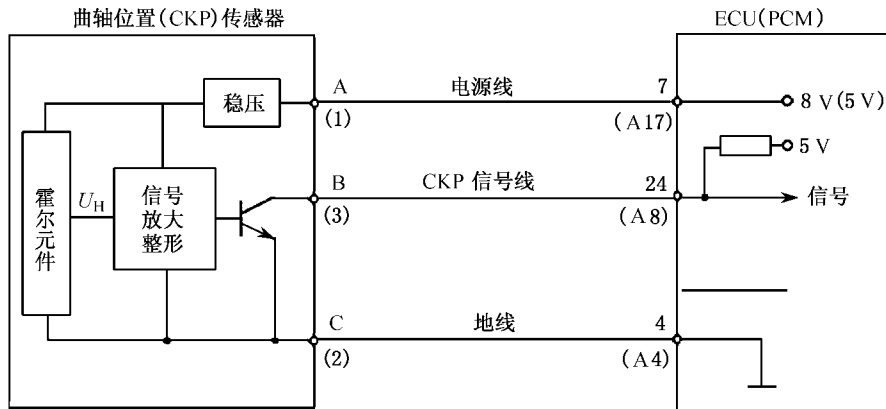 曲轴位置(CKP)传感器
ECU(PCM)
稳压
A
(1)
电源线
7
(A17)
8 V(5 V)
5 V
霍尔元件
U_H
信号
放大
整形
B
(3)
CKP 信号线
24
(A8)
信号
C
(2)
地线
4
(A4)